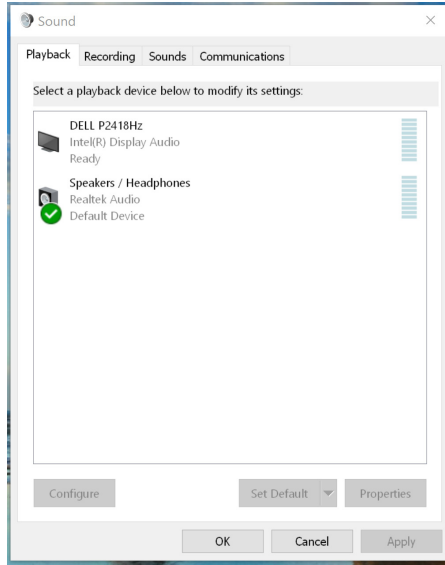 Sound
Playback Recording Sounds Communications
Select a playback device below to modify its settings:
DELL P2418Hz
Intel(R) Display Audio
Ready
Speakers / Headphones
Realtek Audio
Default Device
Configure Set Default Properties
OK Cancel Apply